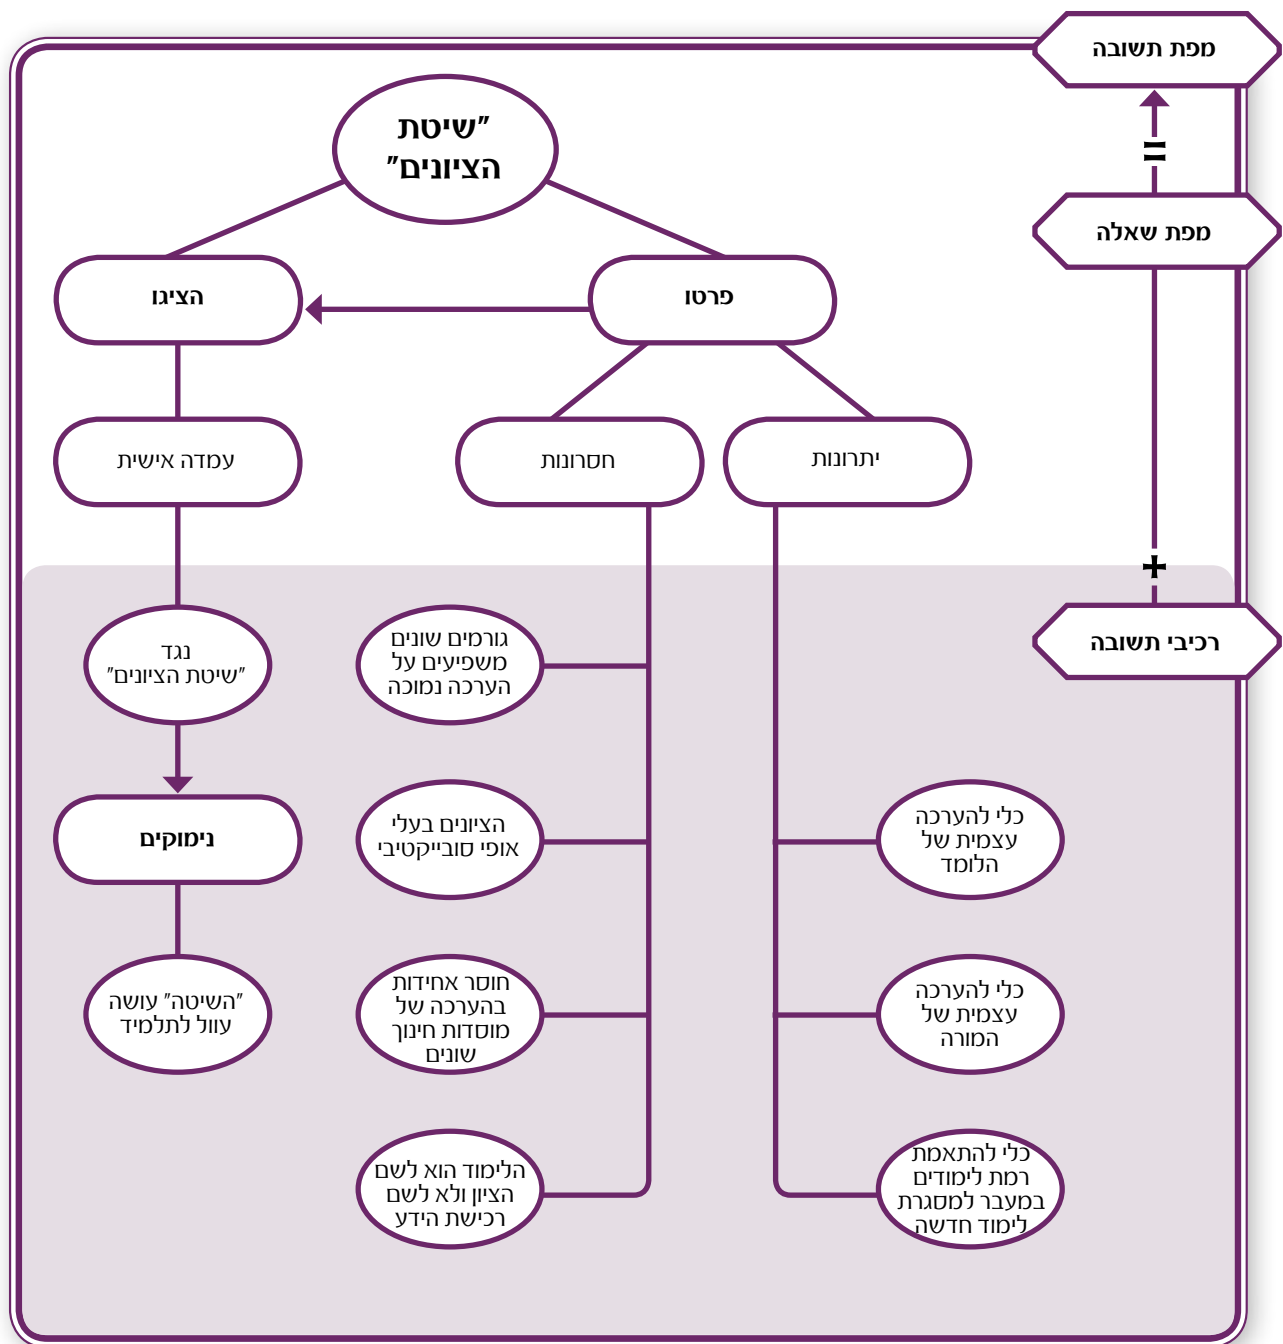 מפת תשובה
=
מפת שאלה
+
רכיבי תשובה
"שיטת
הציונים"
פרטו
הציגו
יתרונות
חסרונות
עמדה אישית
כלי להערכה
עצמית של
הלומד
כלי להערכה
עצמית של
המורה
כלי להתאמת
רמת לימודים
במעבר למסגרת
לימוד חדשה
גורמים שונים
משפיעים על
הערכה נמוכה
הציונים בעלי
אופי סובייקטיבי
חוסר אחידות
בהערכה של
מוסדות חינוך
שונים
הלימוד הוא לשם
הציון ולא לשם
רכישת הידע
נגד
"שיטת הציונים"
נימוקים
"השיטה" עושה
עוול לתלמיד